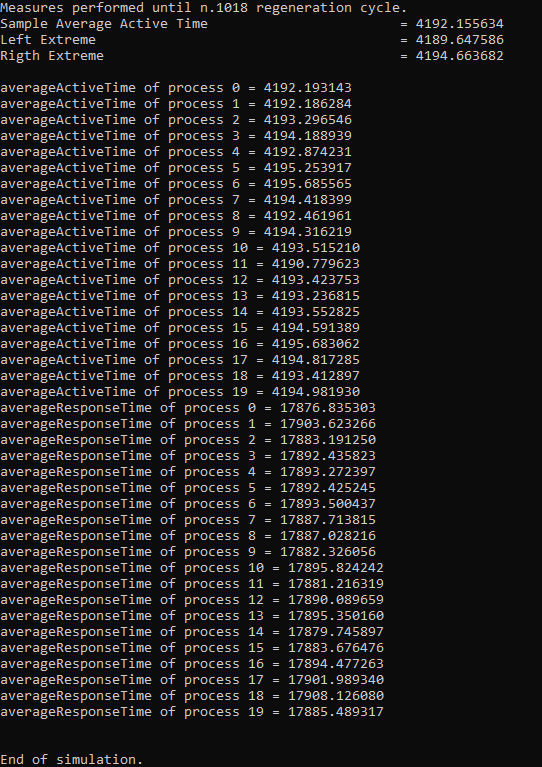 Measures performed until n.1018 regeneration cycle.
Sample Average Active Time = 4192.155634
Left Extreme = 4189.647586
Rigth Extreme = 4194.663682
averageActiveTime of process 0 = 4192.193143
averageActiveTime of process 1 = 4192.186284
averageActiveTime of process 2 = 4193.296546
averageActiveTime of process 3 = 4194.188939
averageActiveTime of process 4 = 4192.874231
averageActiveTime of process 5 = 4195.253917
averageActiveTime of process 6 = 4195.685565
averageActiveTime of process 7 = 4194.418399
averageActiveTime of process 8 = 4192.461961
averageActiveTime of process 9 = 4194.316219
averageActiveTime of process 10 = 4193.515210
averageActiveTime of process 11 = 4190.779623
averageActiveTime of process 12 = 4193.423753
averageActiveTime of process 13 = 4193.236815
averageActiveTime of process 14 = 4193.552825
averageActiveTime of process 15 = 4194.591389
averageActiveTime of process 16 = 4195.683062
averageActiveTime of process 17 = 4194.817285
averageActiveTime of process 18 = 4193.412897
averageActiveTime of process 19 = 4194.981930
averageResponseTime of process 0 = 17876.835303
averageResponseTime of process 1 = 17903.623266
averageResponseTime of process 2 = 17883.191250
averageResponseTime of process 3 = 17892.435823
averageResponseTime of process 4 = 17893.272397
averageResponseTime of process 5 = 17892.425245
averageResponseTime of process 6 = 17893.500437
averageResponseTime of process 7 = 17887.713815
averageResponseTime of process 8 = 17887.028216
averageResponseTime of process 9 = 17882.326056
averageResponseTime of process 10 = 17895.824242
averageResponseTime of process 11 = 17881.216319
averageResponseTime of process 12 = 17890.089659
averageResponseTime of process 13 = 17895.350160
averageResponseTime of process 14 = 17879.745897
averageResponseTime of process 15 = 17883.676476
averageResponseTime of process 16 = 17894.477263
averageResponseTime of process 17 = 17901.989340
averageResponseTime of process 18 = 17908.126080
averageResponseTime of process 19 = 17885.489317
End of simulation.